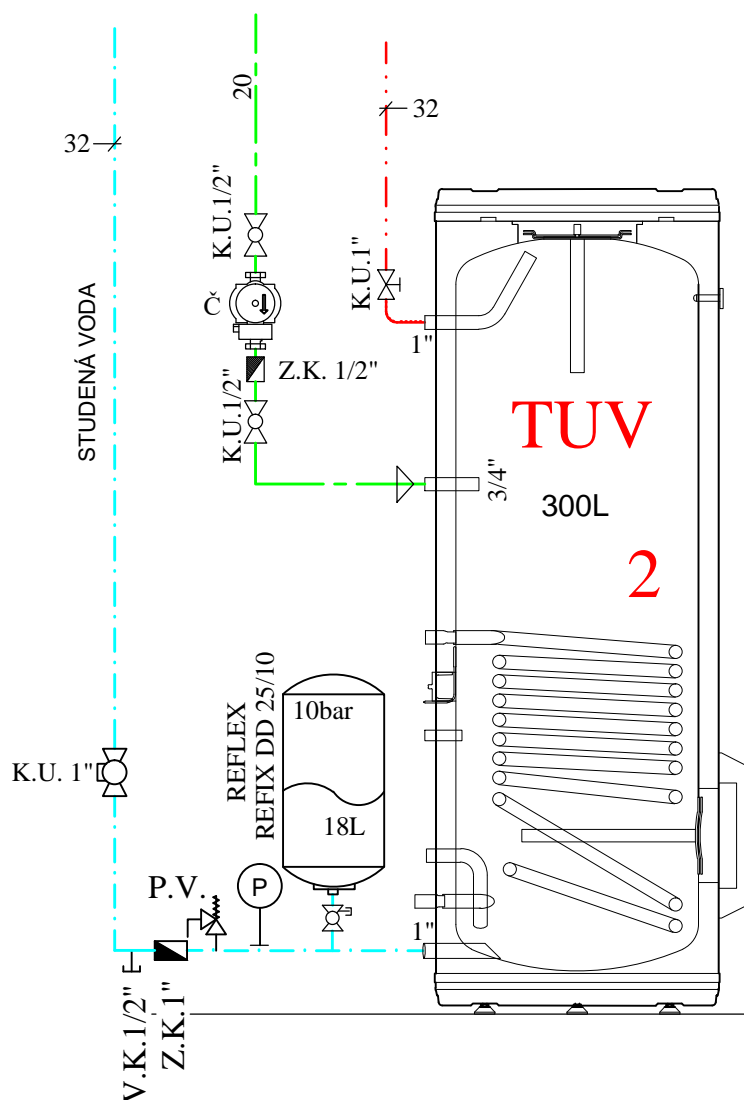 20
32
32
K.U.1/2"
K.U.1"
Č
1"
Z.K. 1/2"
STUDENÁ VODA
K.U.1/2"
TUV
3/4"
300L
2
REFLEX
REFIX DD 25/10
10bar
K.U. 1"
18L
P.V.
P
1"
V.K.1/2"
Z.K.1"